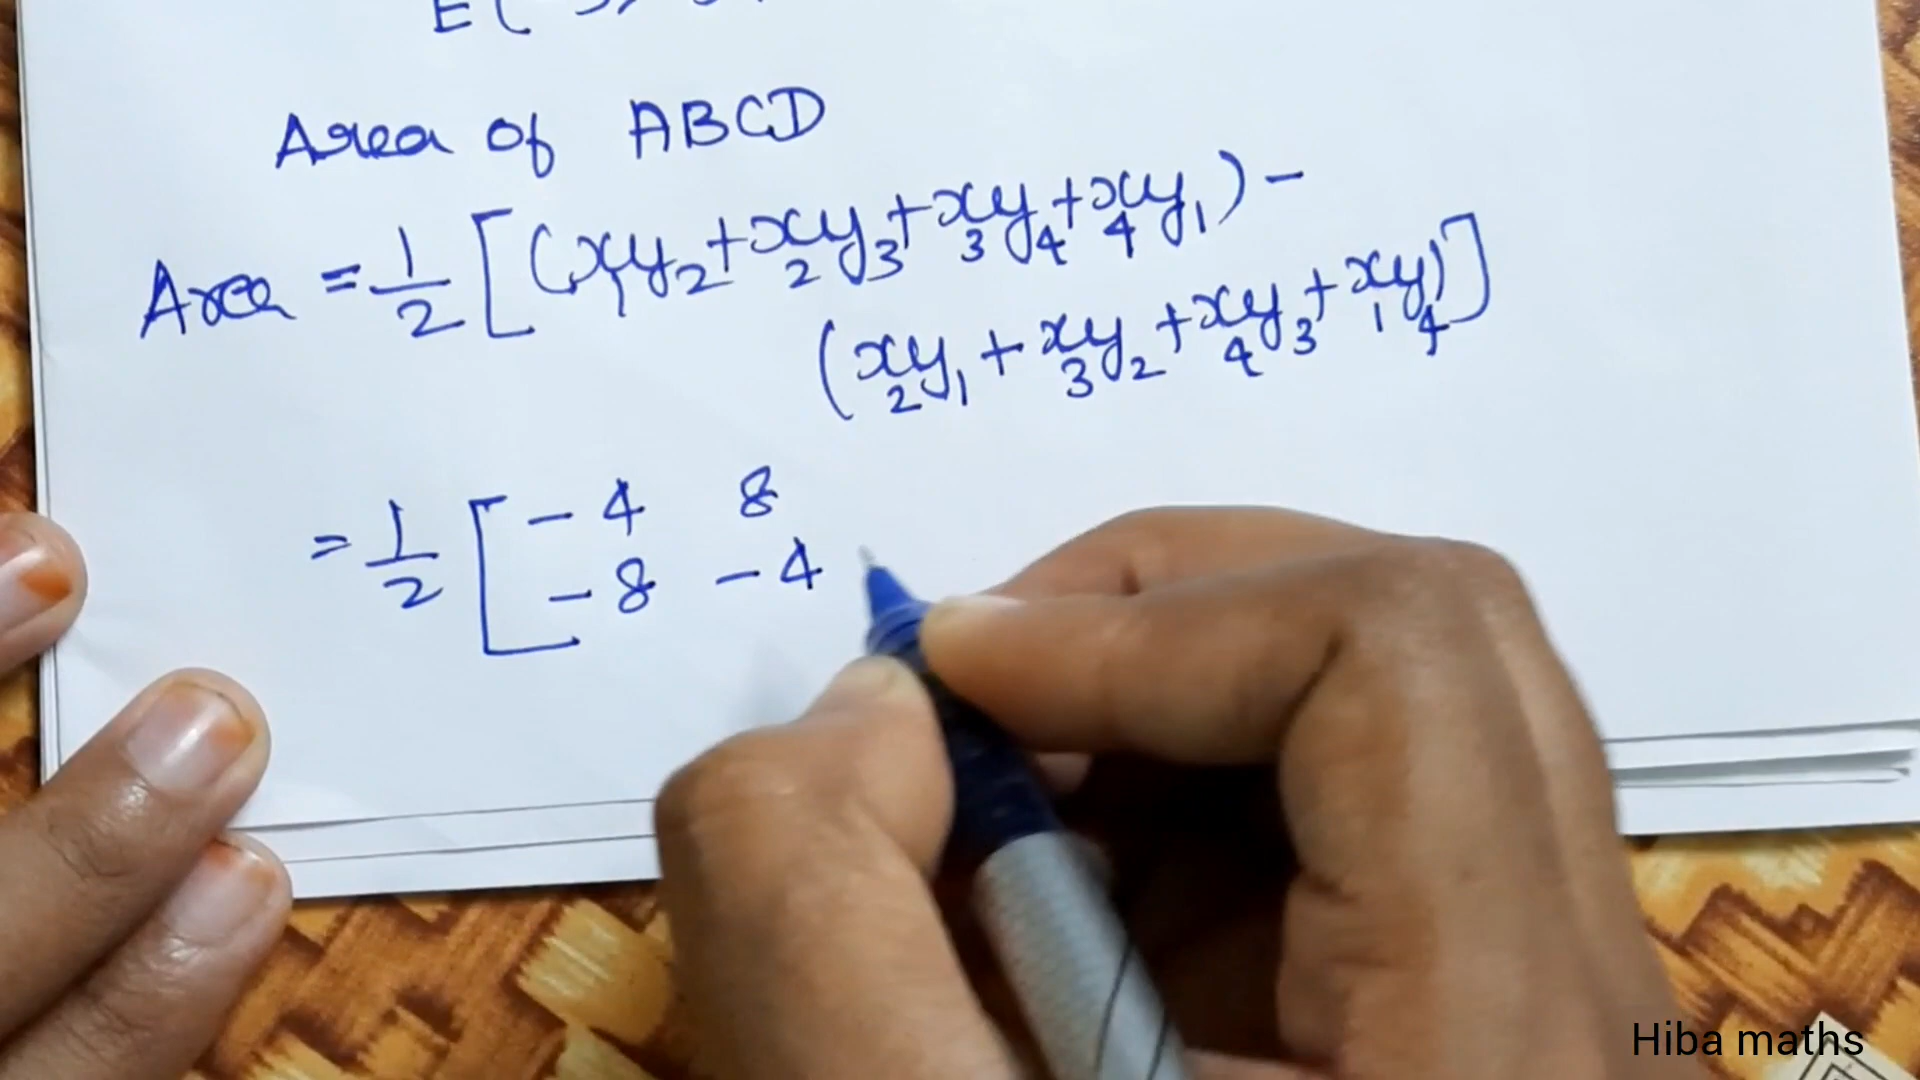 E(
Area of ABCD
Area = 1/2 [(x₁y₂+x₂y₃+x₃y₄+x₄y₁) -
(x₂y₁+x₃y₂+x₄y₃+x₁y₄)]
= 1/2 [ -4 8
-8 -4
Hiba maths